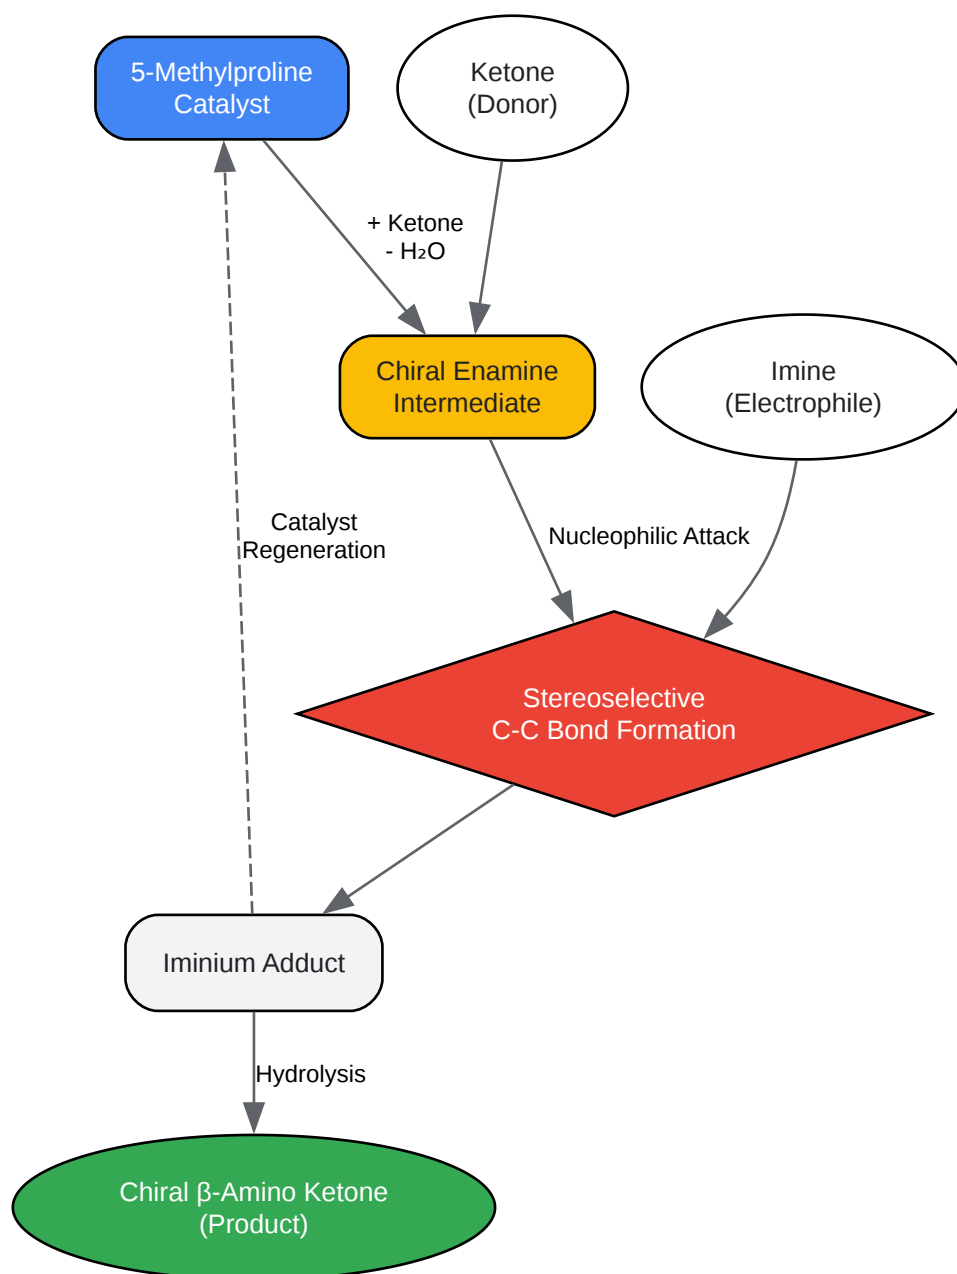 5-Methylproline
Catalyst
Ketone
(Donor)
+ Ketone
- H₂O
Chiral Enamine
Intermediate
Imine
(Electrophile)
Catalyst
Regeneration
Nucleophilic Attack
Stereoselective
C-C Bond Formation
Iminium Adduct
Hydrolysis
Chiral β-Amino Ketone
(Product)